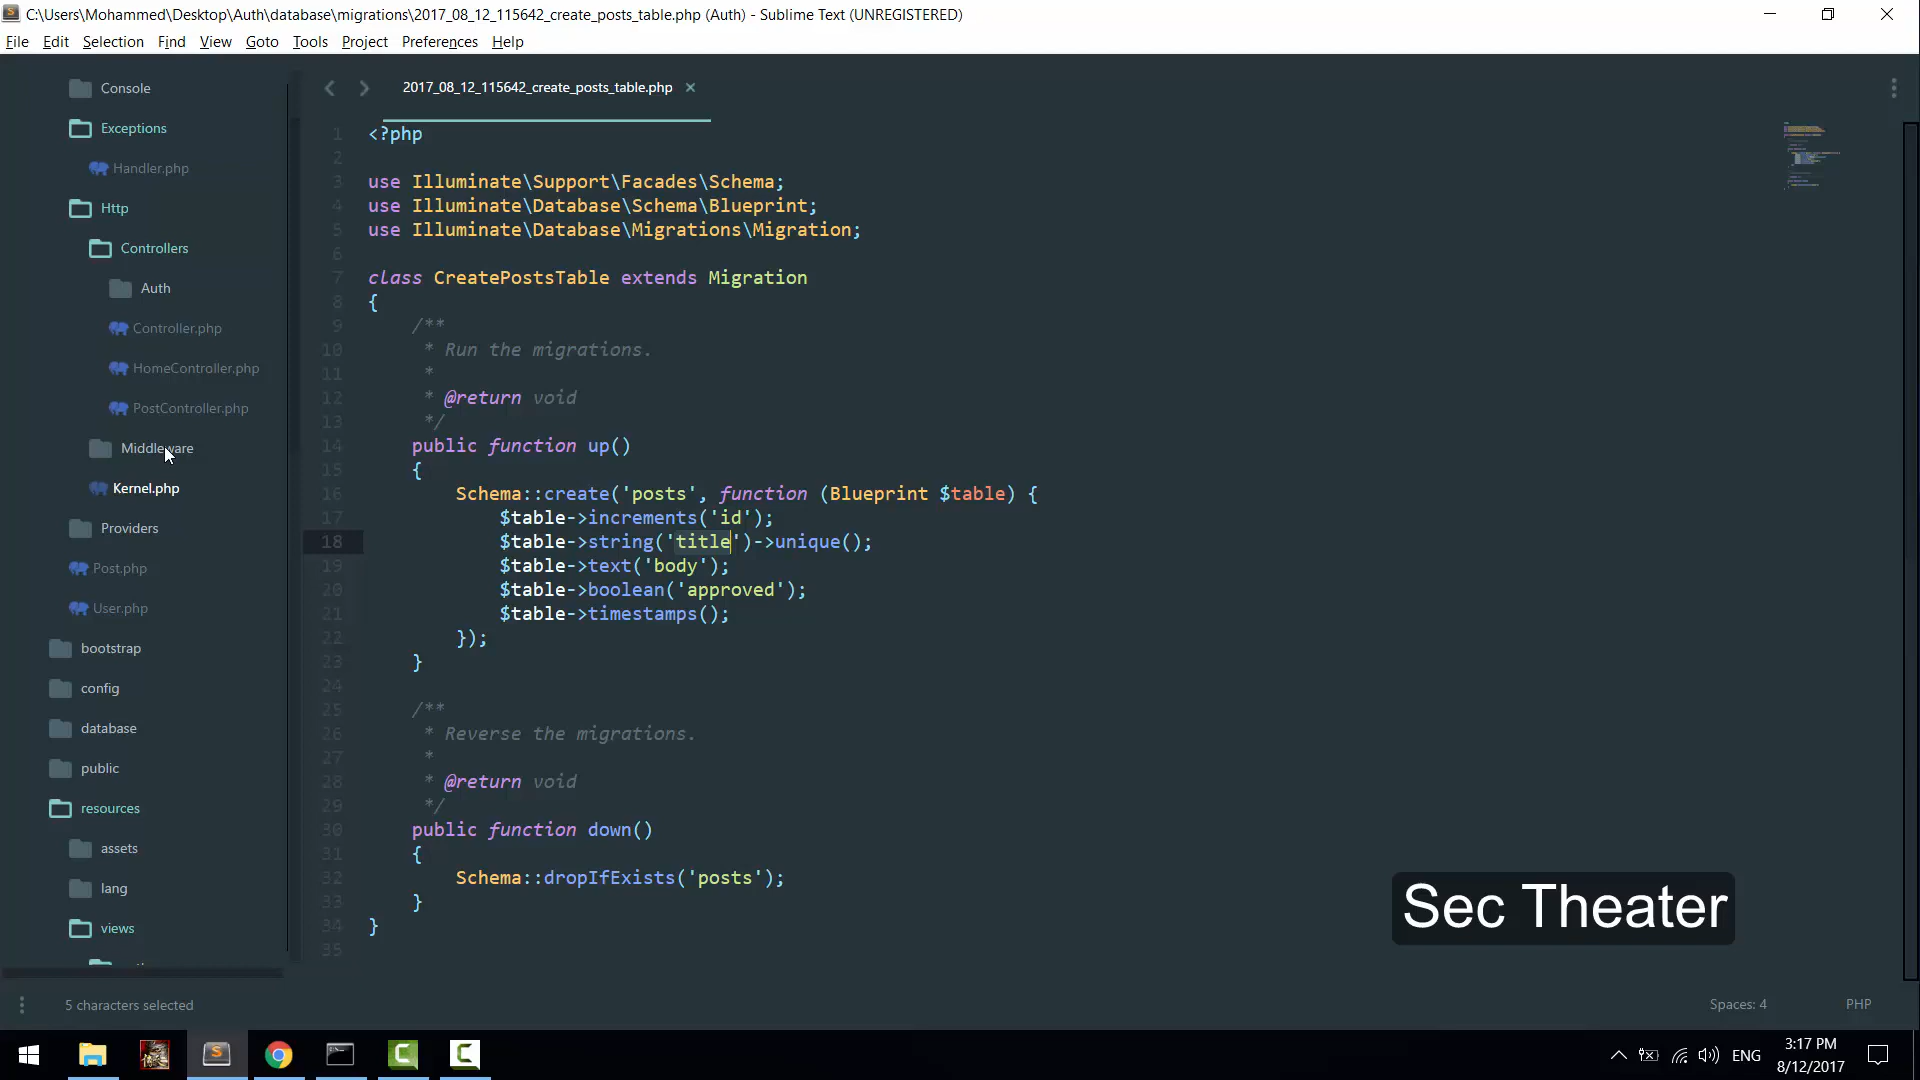 C:\Users\Mohammed\Desktop\Auth\database\migrations\2017_08_12_115642_create_posts_table.php (Auth) - Sublime Text (UNREGISTERED)
File Edit Selection Find View Goto Tools Project Preferences Help
Console
Exceptions
Handler.php
Http
Controllers
Auth
Controller.php
HomeController.php
PostController.php
Middleware
Kernel.php
Providers
Post.php
User.php
bootstrap
config
database
public
resources
assets
lang
views
2017_08_12_115642_create_posts_table.php
1 <?php
2
3 use Illuminate\Support\Facades\Schema;
4 use Illuminate\Database\Schema\Blueprint;
5 use Illuminate\Database\Migrations\Migration;
6
7 class CreatePostsTable extends Migration
8 {
9 /**
10 * Run the migrations.
11 *
12 * @return void
13 */
14 public function up()
15 {
16 Schema::create('posts', function (Blueprint $table) {
17 $table->increments('id');
18 $table->string('title')->unique();
19 $table->text('body');
20 $table->boolean('approved');
21 $table->timestamps();
22 });
23 }
24
25 /**
26 * Reverse the migrations.
27 *
28 * @return void
29 */
30 public function down()
31 {
32 Schema::dropIfExists('posts');
33 }
34 }
35
Sec Theater
5 characters selected
Spaces: 4
PHP
ENG
3:17 PM
8/12/2017